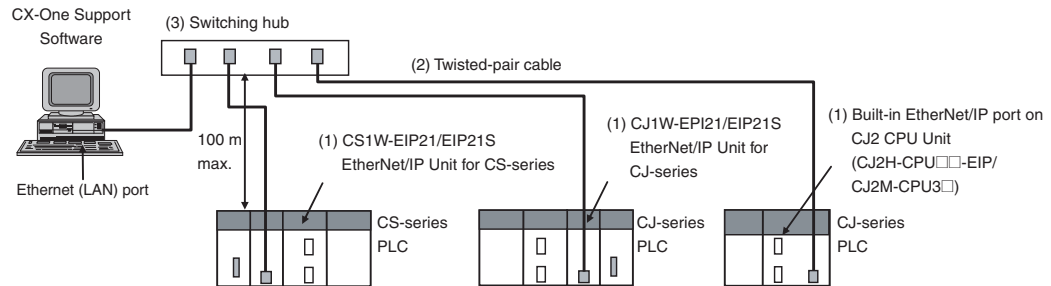 CX-One Support
Software
(3) Switching hub
(2) Twisted-pair cable
100 m
max.
Ethernet (LAN) port
(1) CS1W-EIP21/EIP21S
EtherNet/IP Unit for CS-series
(1) CJ1W-EPI21/EIP21S
EtherNet/IP Unit for
CJ-series
(1) Built-in EtherNet/IP port on
CJ2 CPU Unit
(CJ2H-CPU□□-EIP/
CJ2M-CPU3□)
CS-series
PLC
CJ-series
PLC
CJ-series
PLC